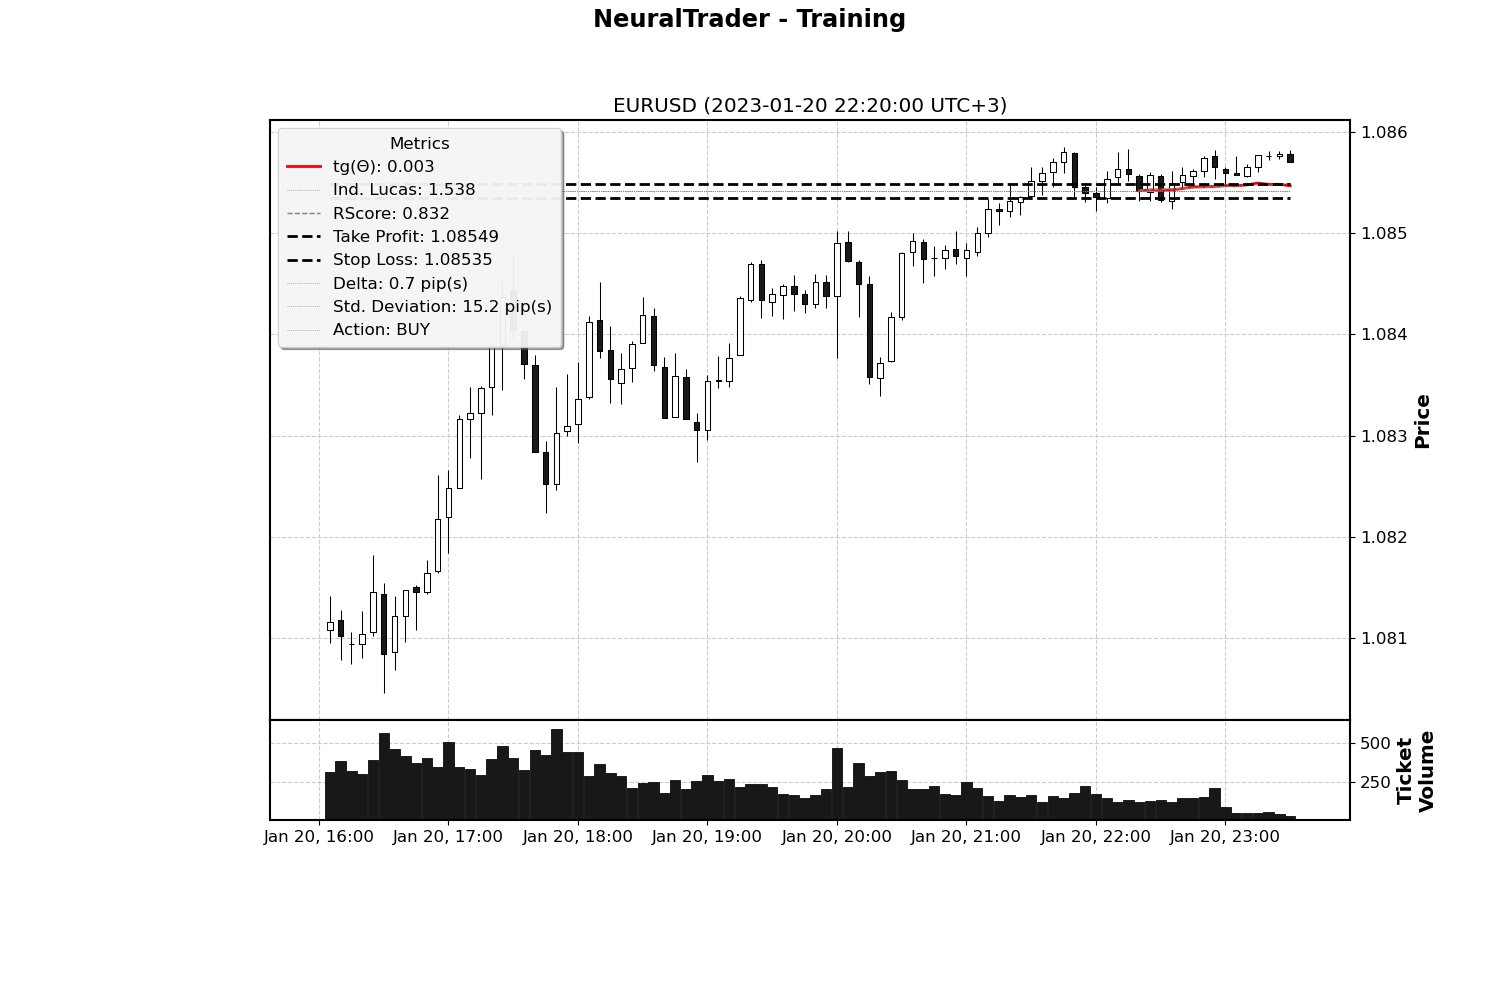 NeuralTrader - Training
EURUSD (2023-01-20 22:20:00 UTC+3)
Metrics
tg(Θ): 0.003
Ind. Lucas: 1.538
RScore: 0.832
Take Profit: 1.08549
Stop Loss: 1.08535
Delta: 0.7 pip(s)
Std. Deviation: 15.2 pip(s)
Action: BUY
1.086
1.085
1.084
1.083
1.082
1.081
Price
500
250
Ticket
Volume
Jan 20, 16:00 Jan 20, 17:00 Jan 20, 18:00 Jan 20, 19:00 Jan 20, 20:00 Jan 20, 21:00 Jan 20, 22:00 Jan 20, 23:00